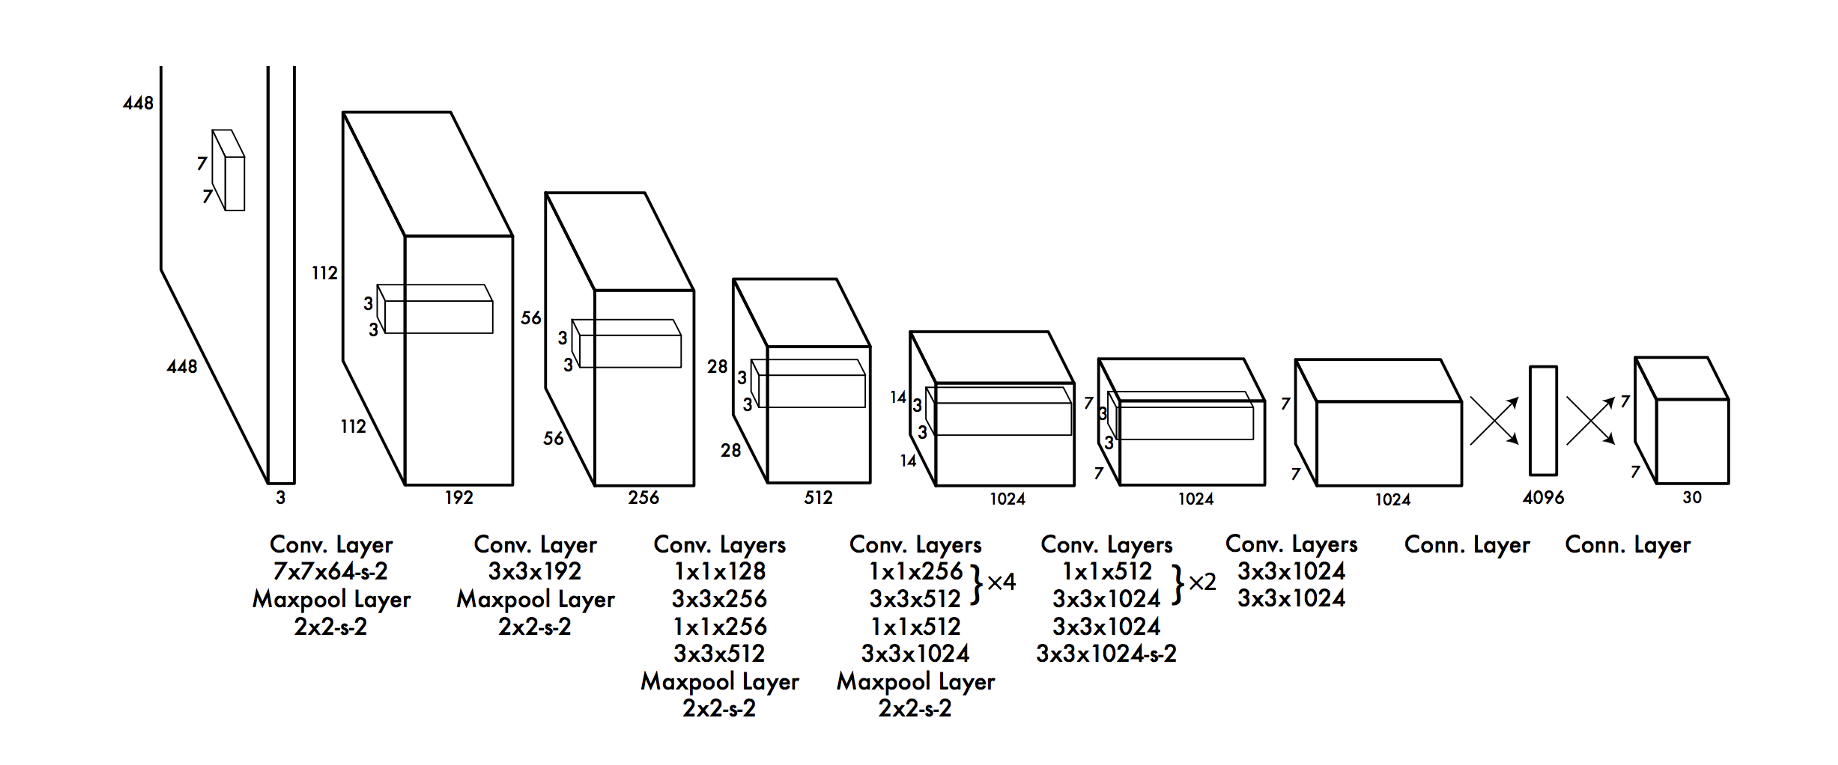 448
7
7
448
3
112
3
3
112
192
56
3
3
56
256
28
3
3
28
512
14
3
3
14
1024
7
3
3
7
1024
7
7
1024
4096
7
7
30
Conv. Layer
7x7x64-s-2
Maxpool Layer
2x2-s-2
Conv. Layer
3x3x192
Maxpool Layer
2x2-s-2
Conv. Layers
1x1x128
3x3x256
1x1x256
3x3x512
Maxpool Layer
2x2-s-2
Conv. Layers
1x1x256
3x3x512
}×4
1x1x512
3x3x1024
Maxpool Layer
2x2-s-2
Conv. Layers
1x1x512
3x3x1024
}×2
3x3x1024
3x3x1024-s-2
Conv. Layers
3x3x1024
3x3x1024
Conn. Layer
Conn. Layer